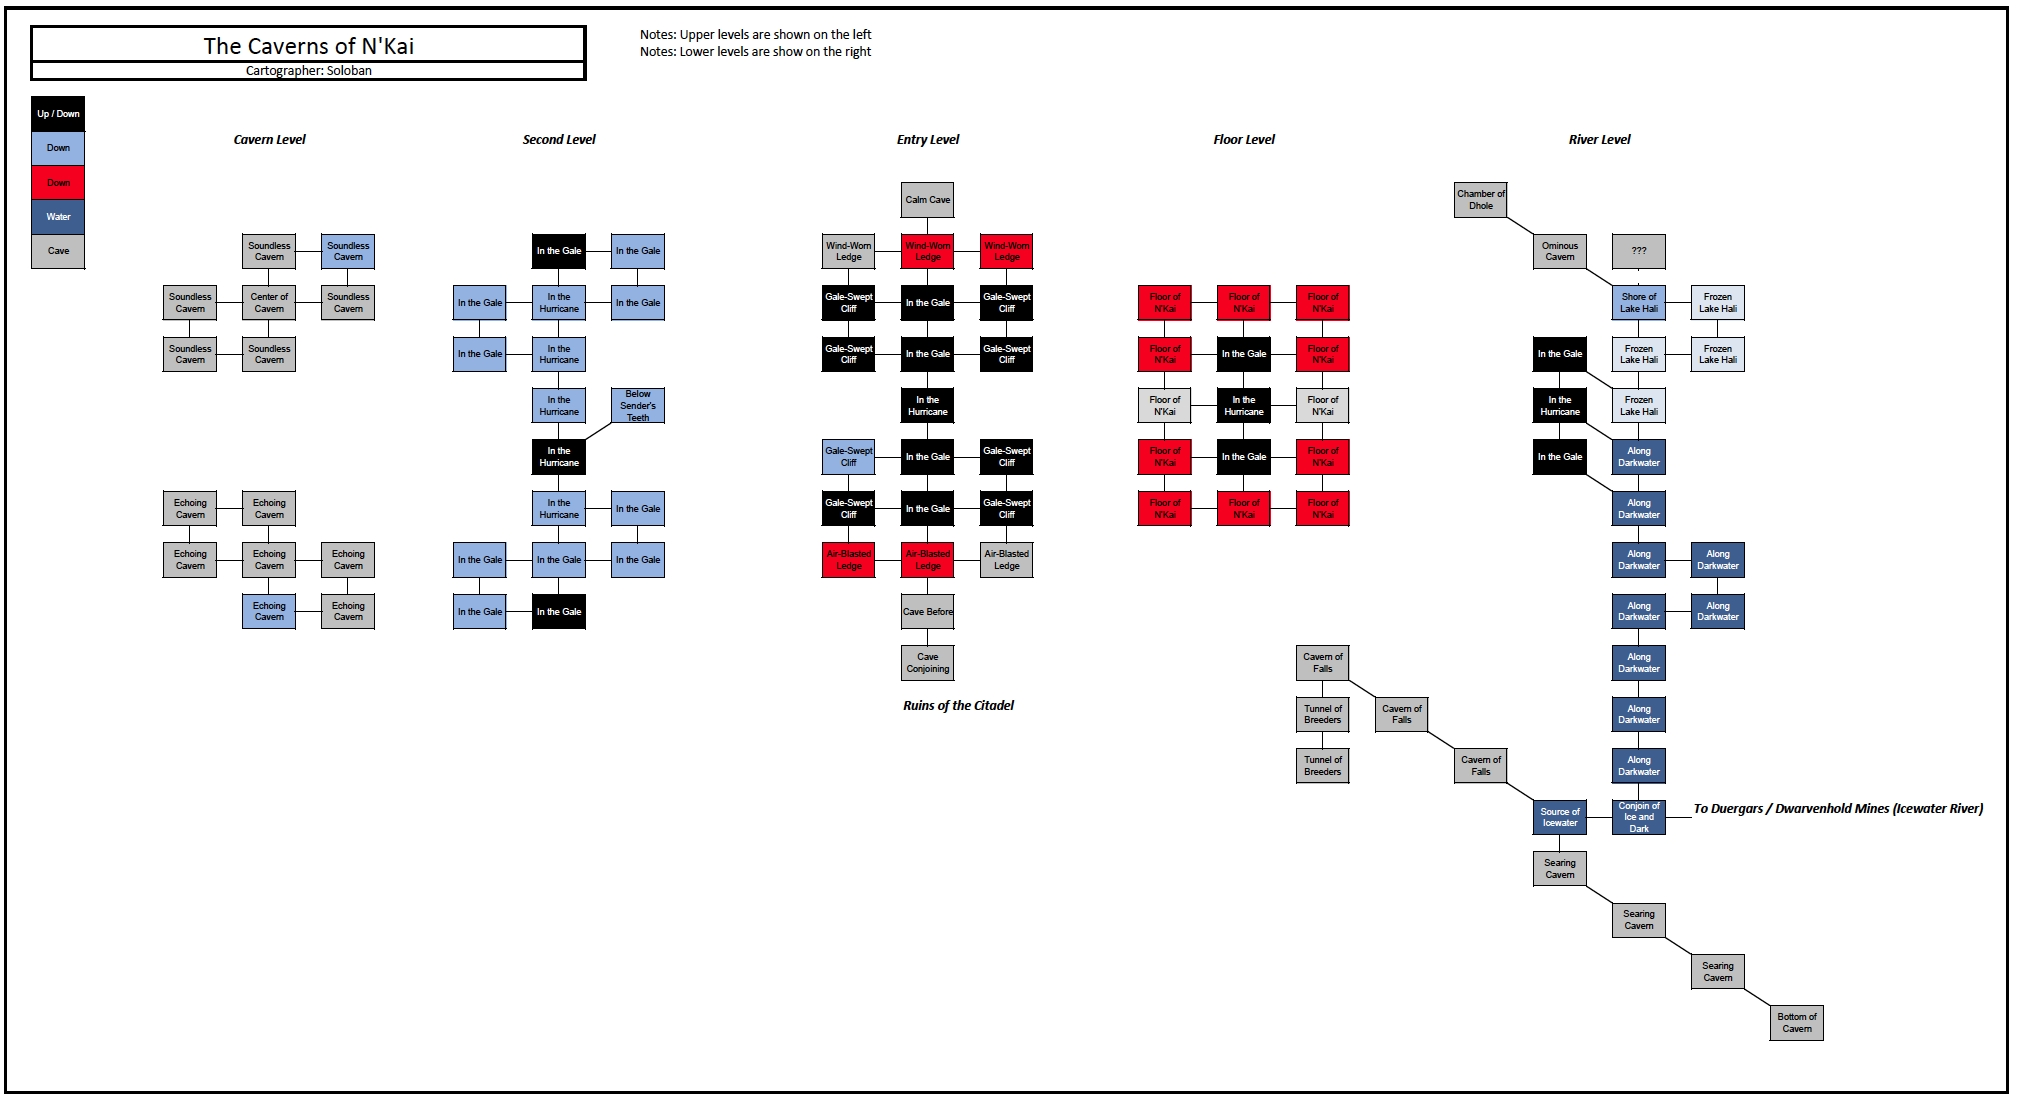 The Caverns of N'Kai
Cartographer: Soloban
Notes: Upper levels are shown on the left
Notes: Lower levels are show on the right
Up / Down
Down
Down
Water
Cave
Cavern Level
Soundless
Cavern
Soundless
Cavern
Soundless
Cavern
Center of
Cavern
Soundless
Cavern
Soundless
Cavern
Soundless
Cavern
Echoing
Cavern
Echoing
Cavern
Echoing
Cavern
Echoing
Cavern
Echoing
Cavern
Echoing
Cavern
Echoing
Cavern
Second Level
In the Gale
In the Gale
In the Gale
In the
Hurricane
In the Gale
In the Gale
In the
Hurricane
In the
Hurricane
Below
Sender's
Teeth
In the
Hurricane
In the
Hurricane
In the Gale
In the Gale
In the Gale
In the Gale
In the Gale
In the Gale
Entry Level
Calm Cave
Wind-Worn
Ledge
Wind-Worn
Ledge
Wind-Worn
Ledge
Gale-Swept
Cliff
In the Gale
Gale-Swept
Cliff
Gale-Swept
Cliff
In the Gale
Gale-Swept
Cliff
In the
Hurricane
Gale-Swept
Cliff
In the Gale
Gale-Swept
Cliff
Gale-Swept
Cliff
In the Gale
Gale-Swept
Cliff
Air-Blasted
Ledge
Air-Blasted
Ledge
Air-Blasted
Ledge
Cave Before
Cave
Conjoining
Ruins of the Citadel
Floor Level
Floor of
N'Kai
Floor of
N'Kai
Floor of
N'Kai
Floor of
N'Kai
In the Gale
Floor of
N'Kai
Floor of
N'Kai
In the
Hurricane
Floor of
N'Kai
Floor of
N'Kai
In the Gale
Floor of
N'Kai
Floor of
N'Kai
Floor of
N'Kai
Floor of
N'Kai
River Level
Chamber of
Dhole
Ominous
Cavern
???
Shore of
Lake Hali
Frozen
Lake Hali
In the Gale
Frozen
Lake Hali
Frozen
Lake Hali
In the
Hurricane
Frozen
Lake Hali
In the Gale
Along
Darkwater
Along
Darkwater
Along
Darkwater
Along
Darkwater
Along
Darkwater
Along
Darkwater
Along
Darkwater
Along
Darkwater
Along
Darkwater
Cavern of
Falls
Tunnel of
Breeders
Cavern of
Falls
Tunnel of
Breeders
Cavern of
Falls
Source of
Icewater
Conjoin of
Ice and
Dark
To Duergars / Dwarvenhold Mines (Icewater River)
Searing
Cavern
Searing
Cavern
Searing
Cavern
Bottom of
Cavern